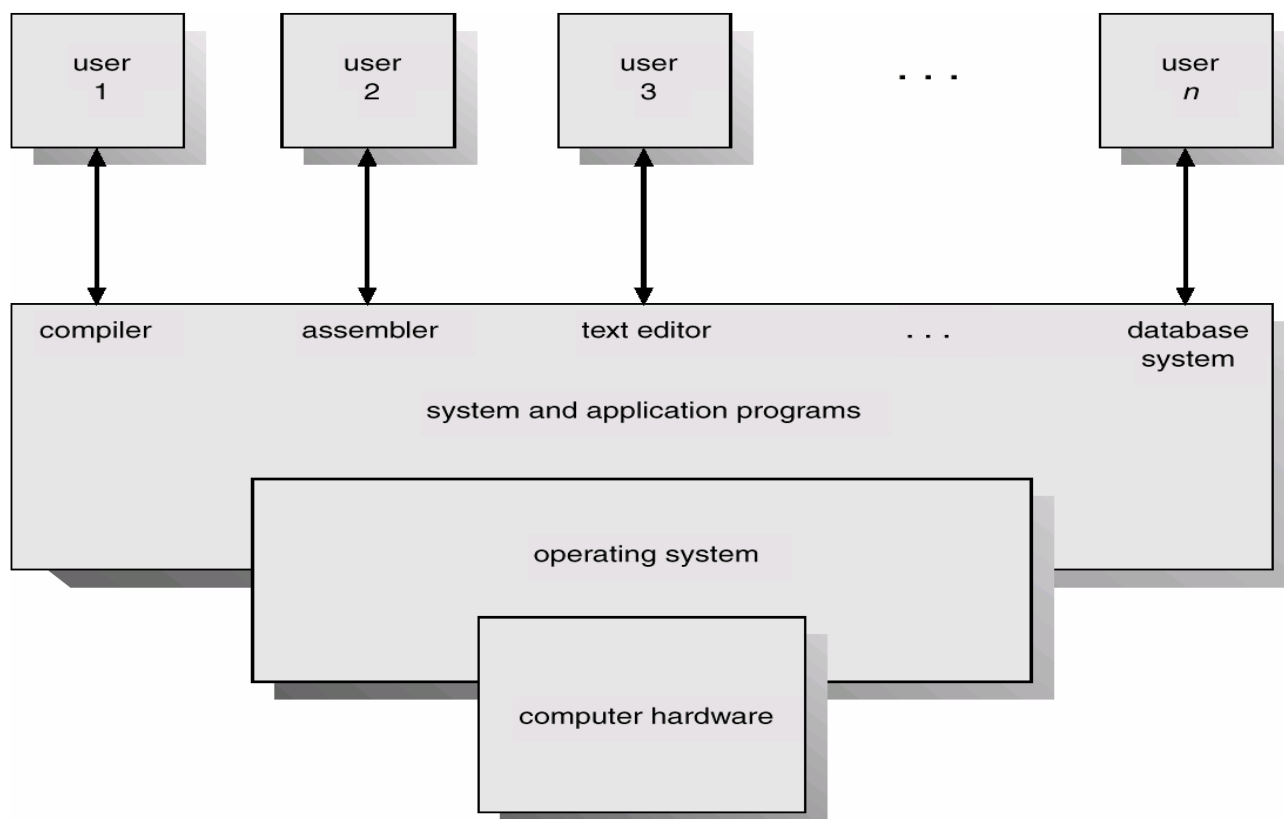 user
1
user
2
user
3
. . .
user
n
compiler
assembler
text editor
. . .
database
system
system and application programs
operating system
computer hardware